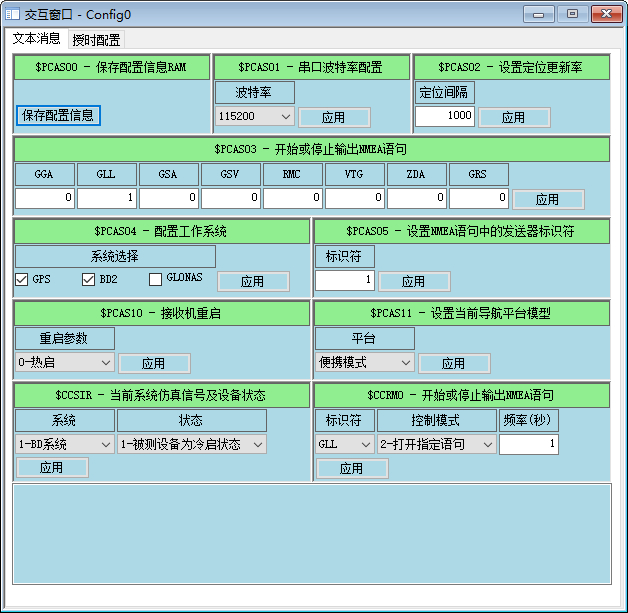 交互窗口 - Config0
文本消息 授时配置
$PCAS00 - 保存配置信息RAM
保存配置信息
$PCAS01 - 串口波特率配置
波特率
115200 应用
$PCAS02 - 设置定位更新率
定位间隔
1000 应用
$PCAS03 - 开始或停止输出NMEA语句
GGA GLL GSA GSV RMC VTG ZDA GRS
0 1 0 0 0 0 0 0 应用
$PCAS04 - 配置工作系统
系统选择
GPS BD2 GLONAS 应用
$PCAS05 - 设置NMEA语句中的发送器标识符
标识符
1 应用
$PCAS10 - 接收机重启
重启参数
0-热启 应用
$PCAS11 - 设置当前导航平台模型
平台
便携模式 应用
$CCSIR - 当前系统仿真信号及设备状态
系统 状态
1-BD系统 1-被测设备为冷启状态
应用
$CCRMO - 开始或停止输出NMEA语句
标识符 控制模式 频率(秒)
GLL 2-打开指定语句 1
应用